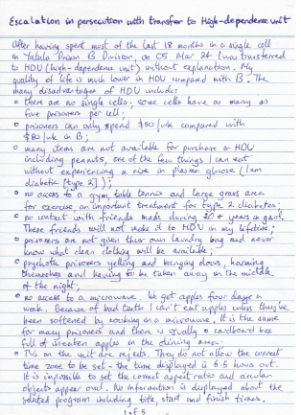 Escalation in persecution with transfer to High-dependence unit
After having spent most of the last 18 months in a single cell
in Yatala Prison B Division, on 05 Mar 24 I was transferred
to HDU (high-dependence unit) without explanation. My
quality of life is much lower in HDU compared with B. The
many disadvantages of HDU include:
• there are no single cells; some cells have as many as
five prisoners per cell;
• prisoners can only spend $50/wk compared with
$80/wk in B;
• many items are not available for purchase in HDU
including peanuts, one of the few things I can eat
without experiencing a rise in plasma glucose (I am
diabetic [type 2]);
• no access to a gym, table tennis and large grass area
for exercise an important treatment for type 2 diabetes;
• no contact with friends made during 20+ years in gaol.
These friends will not make it to HDU in my lifetime;
• prisoners are not given their own laundry bag and never
know what clean clothing will be available;
• psychotic prisoners yelling and banging doors, harming
themselves and having to be taken away in the middle
of the night;
• no access to a microwave. We get apples four days a
week. Because of bad teeth I can't eat apples unless they've
been softened by cooking in a microwave. It is the same
for many prisoners and there is usually a cardboard box
full of uneaten apples in the dining area.
• TVs in the unit are rejects. They do not allow the correct
time zone to be set - the time displayed is 6.5 hours out.
It is impossible to set the correct aspect ratio and circular
objects appear oval. No information is displayed about the
selected program including title, start and finish times.
1 of 5